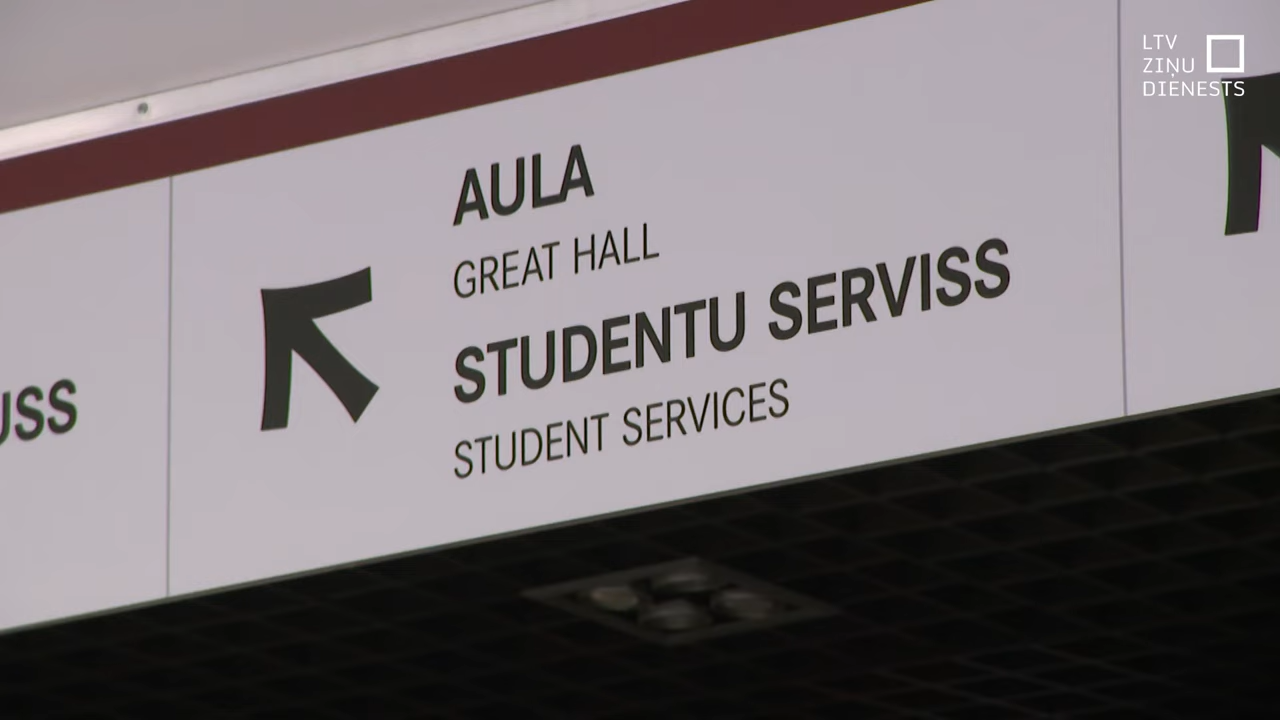 LTV
ZIŅU
DIENESTS
AULA
GREAT HALL
STUDENTU SERVISS
STUDENT SERVICES